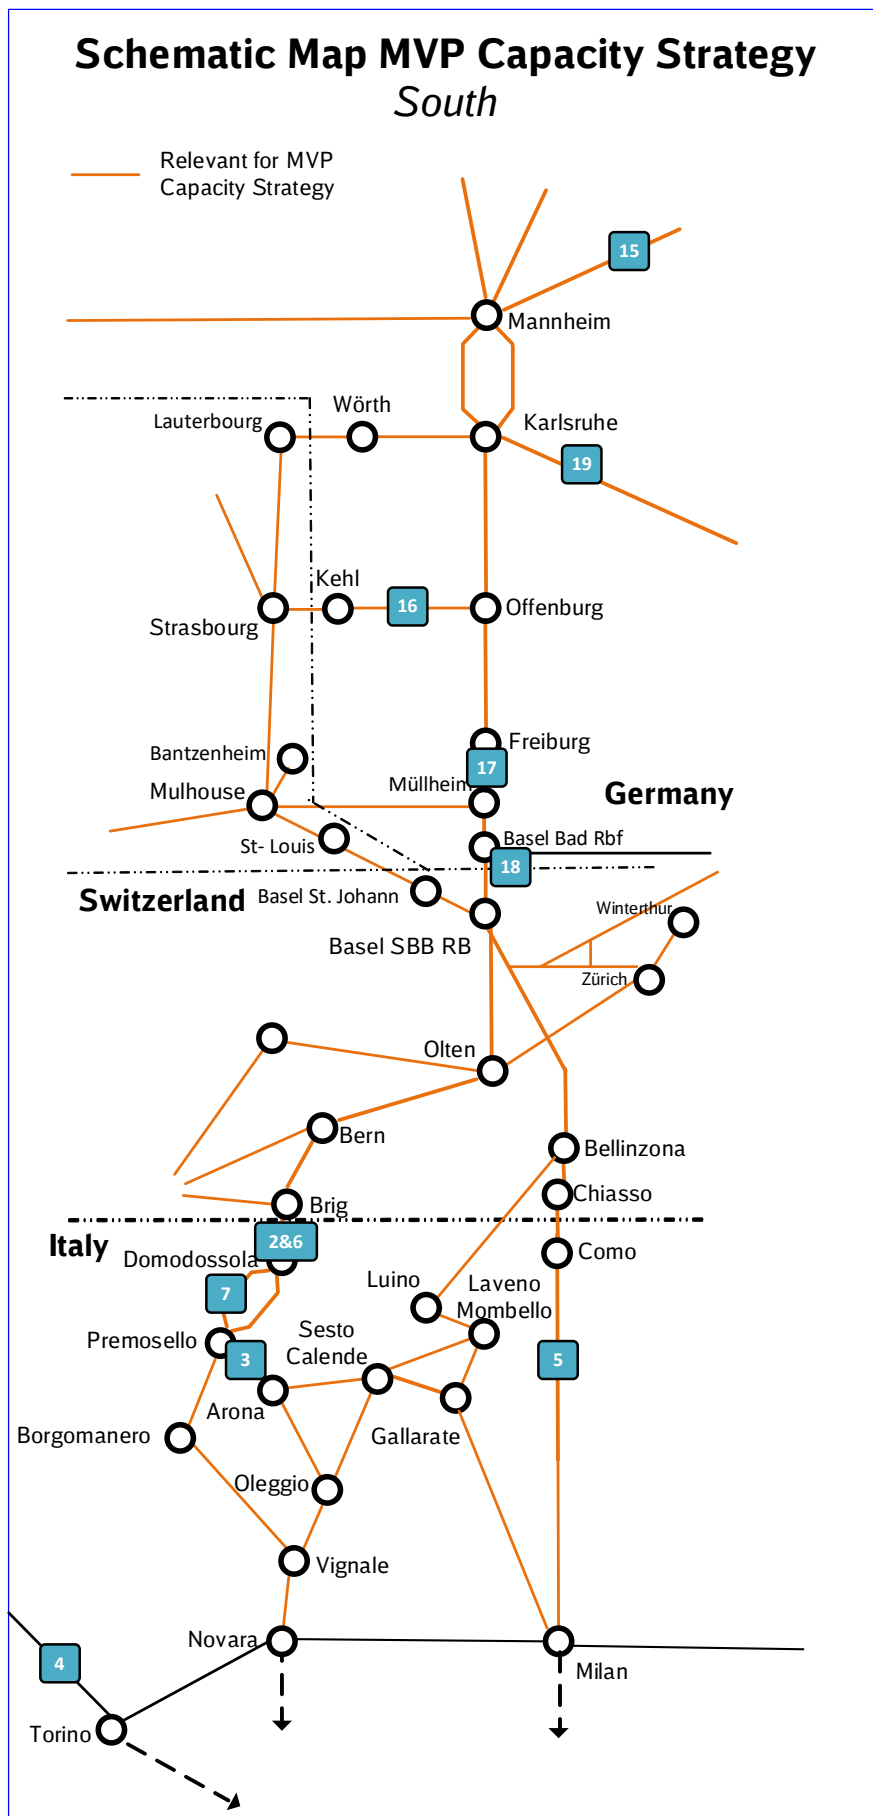 Schematic Map MVP Capacity Strategy
South
Relevant for MVP
Capacity Strategy
15
Mannheim
Wörth
Lauterbourg
Karlsruhe
19
Kehl
16
Offenburg
Strasbourg
Freiburg
Bantzenheim
17
Müllheim
Mulhouse
Germany
St- Louis
Basel Bad Rbf
18
Switzerland
Basel St. Johann
Winterthur
Basel SBB RB
Zürich
Olten
Bern
Bellinzona
Chiasso
Brig
Italy
2&6
Domodossola
Como
7
Luino
Laveno
Mombello
Premosello
Sesto
Calende
3
5
Arona
Borgomanero
Gallarate
Oleggio
Vignale
Novara
4
Milan
Torino